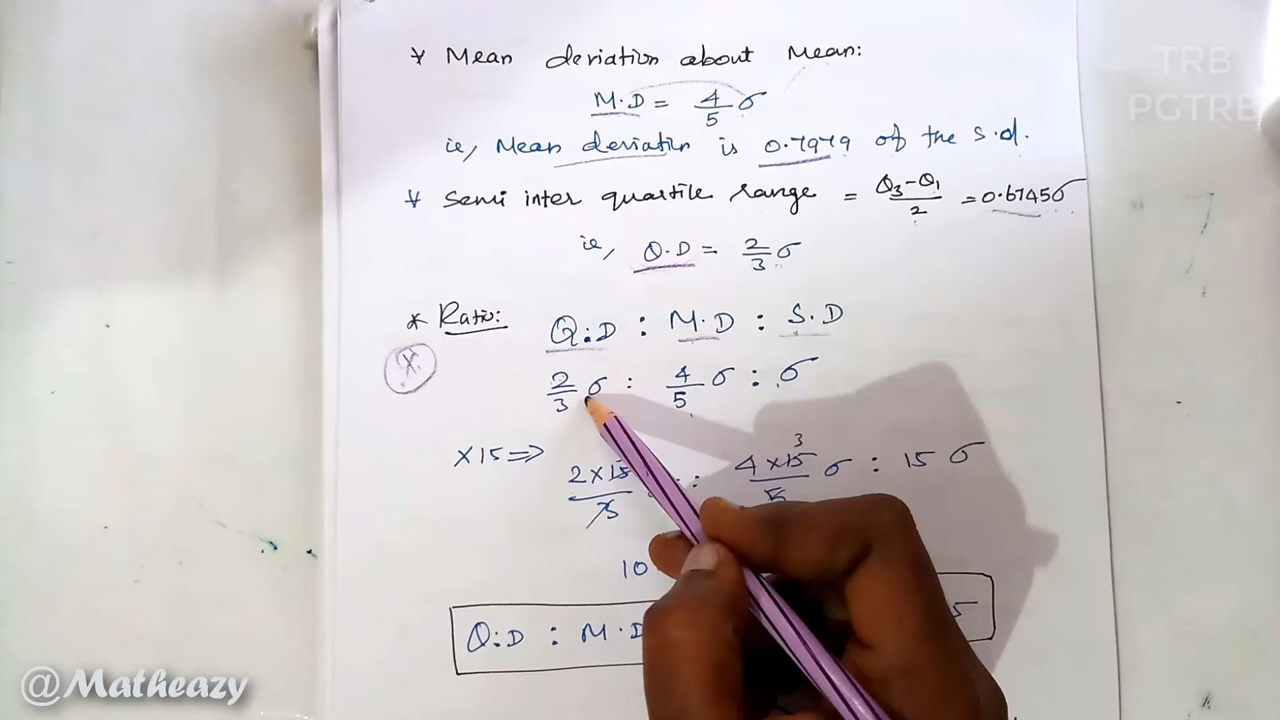 * Mean deviation about Mean:
M.D = 4/5 σ
ie, Mean deviation is 0.7979 of the s.d.
* Semi inter quartile range = Q3-Q1/2 = 0.6745σ
ie, Q.D = 2/3 σ
* Ratio: Q.D : M.D : S.D
2/3 σ : 4/5 σ : σ
×15 ⇒ 2×15/3 : 4×15/5 σ : 15 σ
10
Q.D : M.D 5
TRB
PGTRB
@Matheazy